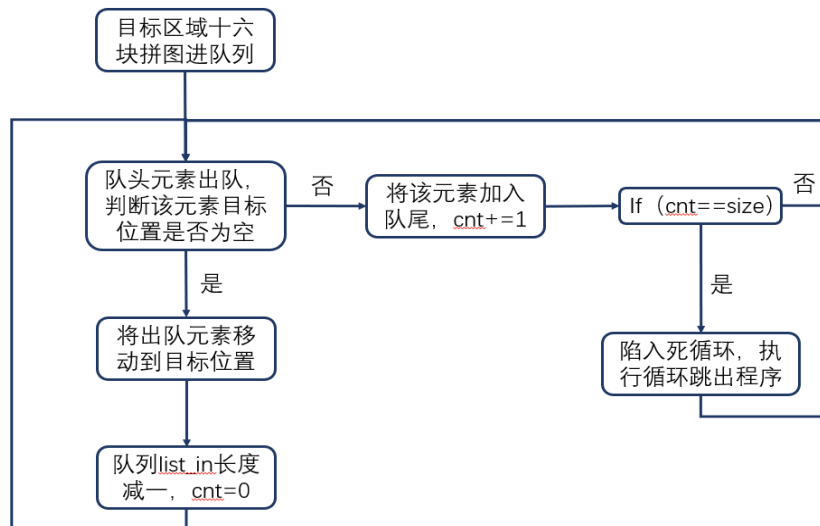 目标区域十六
块拼图进队列
队头元素出队,
判断该元素目标
位置是否为空
否
将该元素加入
队尾，cnt+=1
If（cnt==size）
否
是
是
将出队元素移
动到目标位置
陷入死循环，执
行循环跳出程序
队列list_in长度
减一，cnt=0